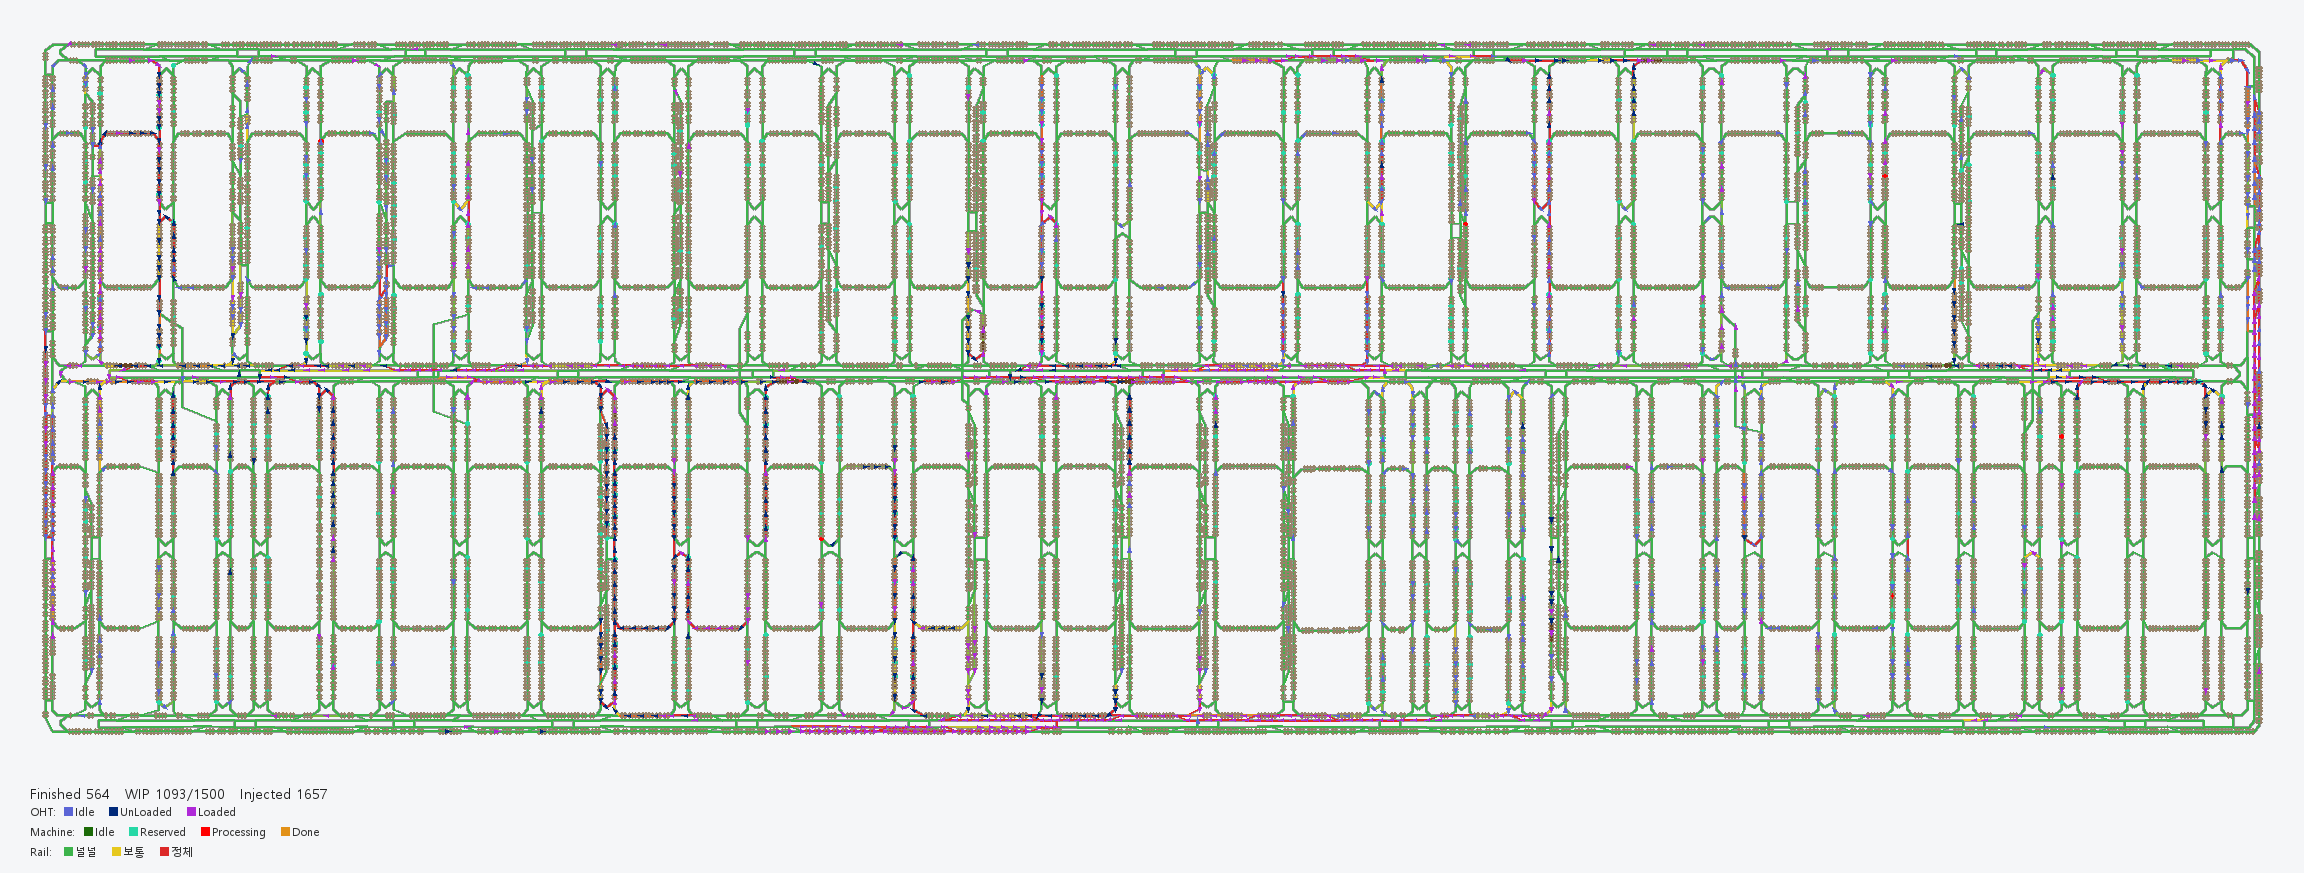 Finished 564 WIP 1093/1500 Injected 1657
OHT: Idle UnLoaded Loaded
Machine: Idle Reserved Processing Done
Rail: 널널 보통 정체